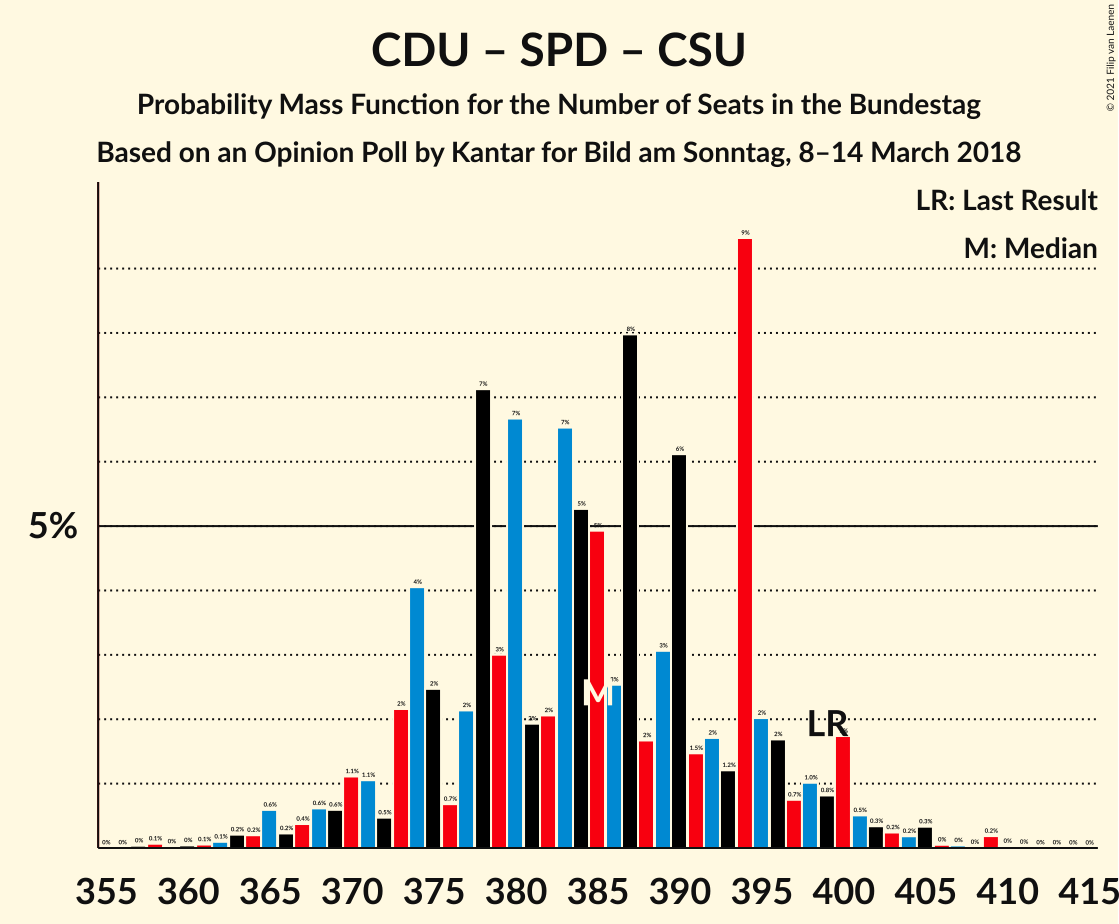 CDU – SPD – CSU
Probability Mass Function for the Number of Seats in the Bundestag
Based on an Opinion Poll by Kantar for Bild am Sonntag, 8–14 March 2018
© 2021 Filip van Laenen
LR: Last Result
M: Median
5%
0% 0% 0% 0.1% 0% 0% 0.1% 0.1% 0.2% 0.2% 0.6% 0.2% 0.4% 0.6% 0.6% 1.1% 1.1% 0.5% 2% 4% 2% 0.7% 2% 7% 3% 7% 2% 2% 7% 5% 5% 3% 8% 2% 3% 6% 1.5% 2% 1.2% 9% 2% 2% 0.7% 1.0% 0.8% 0.5% 0.3% 0.2% 0.2% 0.3% 0% 0% 0% 0.2% 0% 0% 0% 0% 0% 0%
M
LR
355 360 365 370 375 380 385 390 395 400 405 410 415